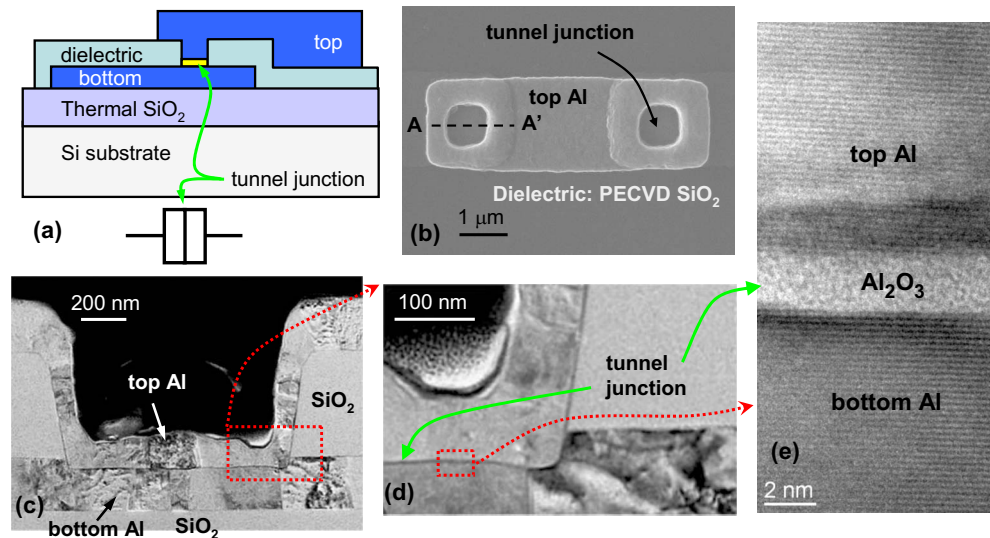 dielectric
top
bottom
Thermal SiO₂
Si substrate
tunnel junction
(a)
tunnel junction
top Al
A
A'
Dielectric: PECVD SiO₂
1 μm
(b)
200 nm
top Al
SiO₂
bottom Al
SiO₂
(c)
100 nm
tunnel
junction
(d)
top Al
Al₂O₃
bottom Al
2 nm
(e)